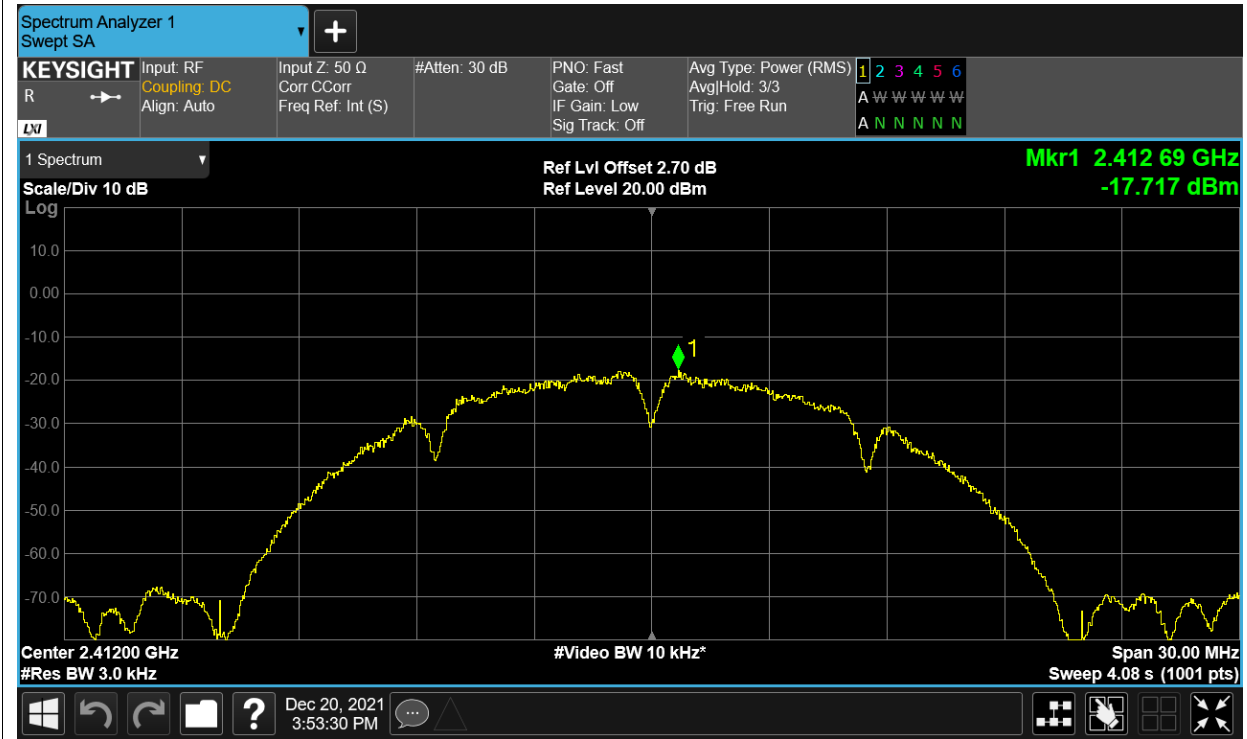 Spectrum Analyzer 1
Swept SA
+
KEYSIGHT
R
LXI
Input: RF
Coupling: DC
Align: Auto
Input Z: 50 Ω
Corr CCorr
Freq Ref: Int (S)
#Atten: 30 dB
PNO: Fast
Gate: Off
IF Gain: Low
Sig Track: Off
Avg Type: Power (RMS)
Avg|Hold: 3/3
Trig: Free Run
1 2 3 4 5 6
A W W W W W
A N N N N N
1 Spectrum
Scale/Div 10 dB
Log
Ref Lvl Offset 2.70 dB
Ref Level 20.00 dBm
Mkr1 2.412 69 GHz
-17.717 dBm
10.0
0.00
-10.0
1
-20.0
-30.0
-40.0
-50.0
-60.0
-70.0
Center 2.41200 GHz
#Res BW 3.0 kHz
#Video BW 10 kHz*
Span 30.00 MHz
Sweep 4.08 s (1001 pts)
?
Dec 20, 2021
3:53:30 PM